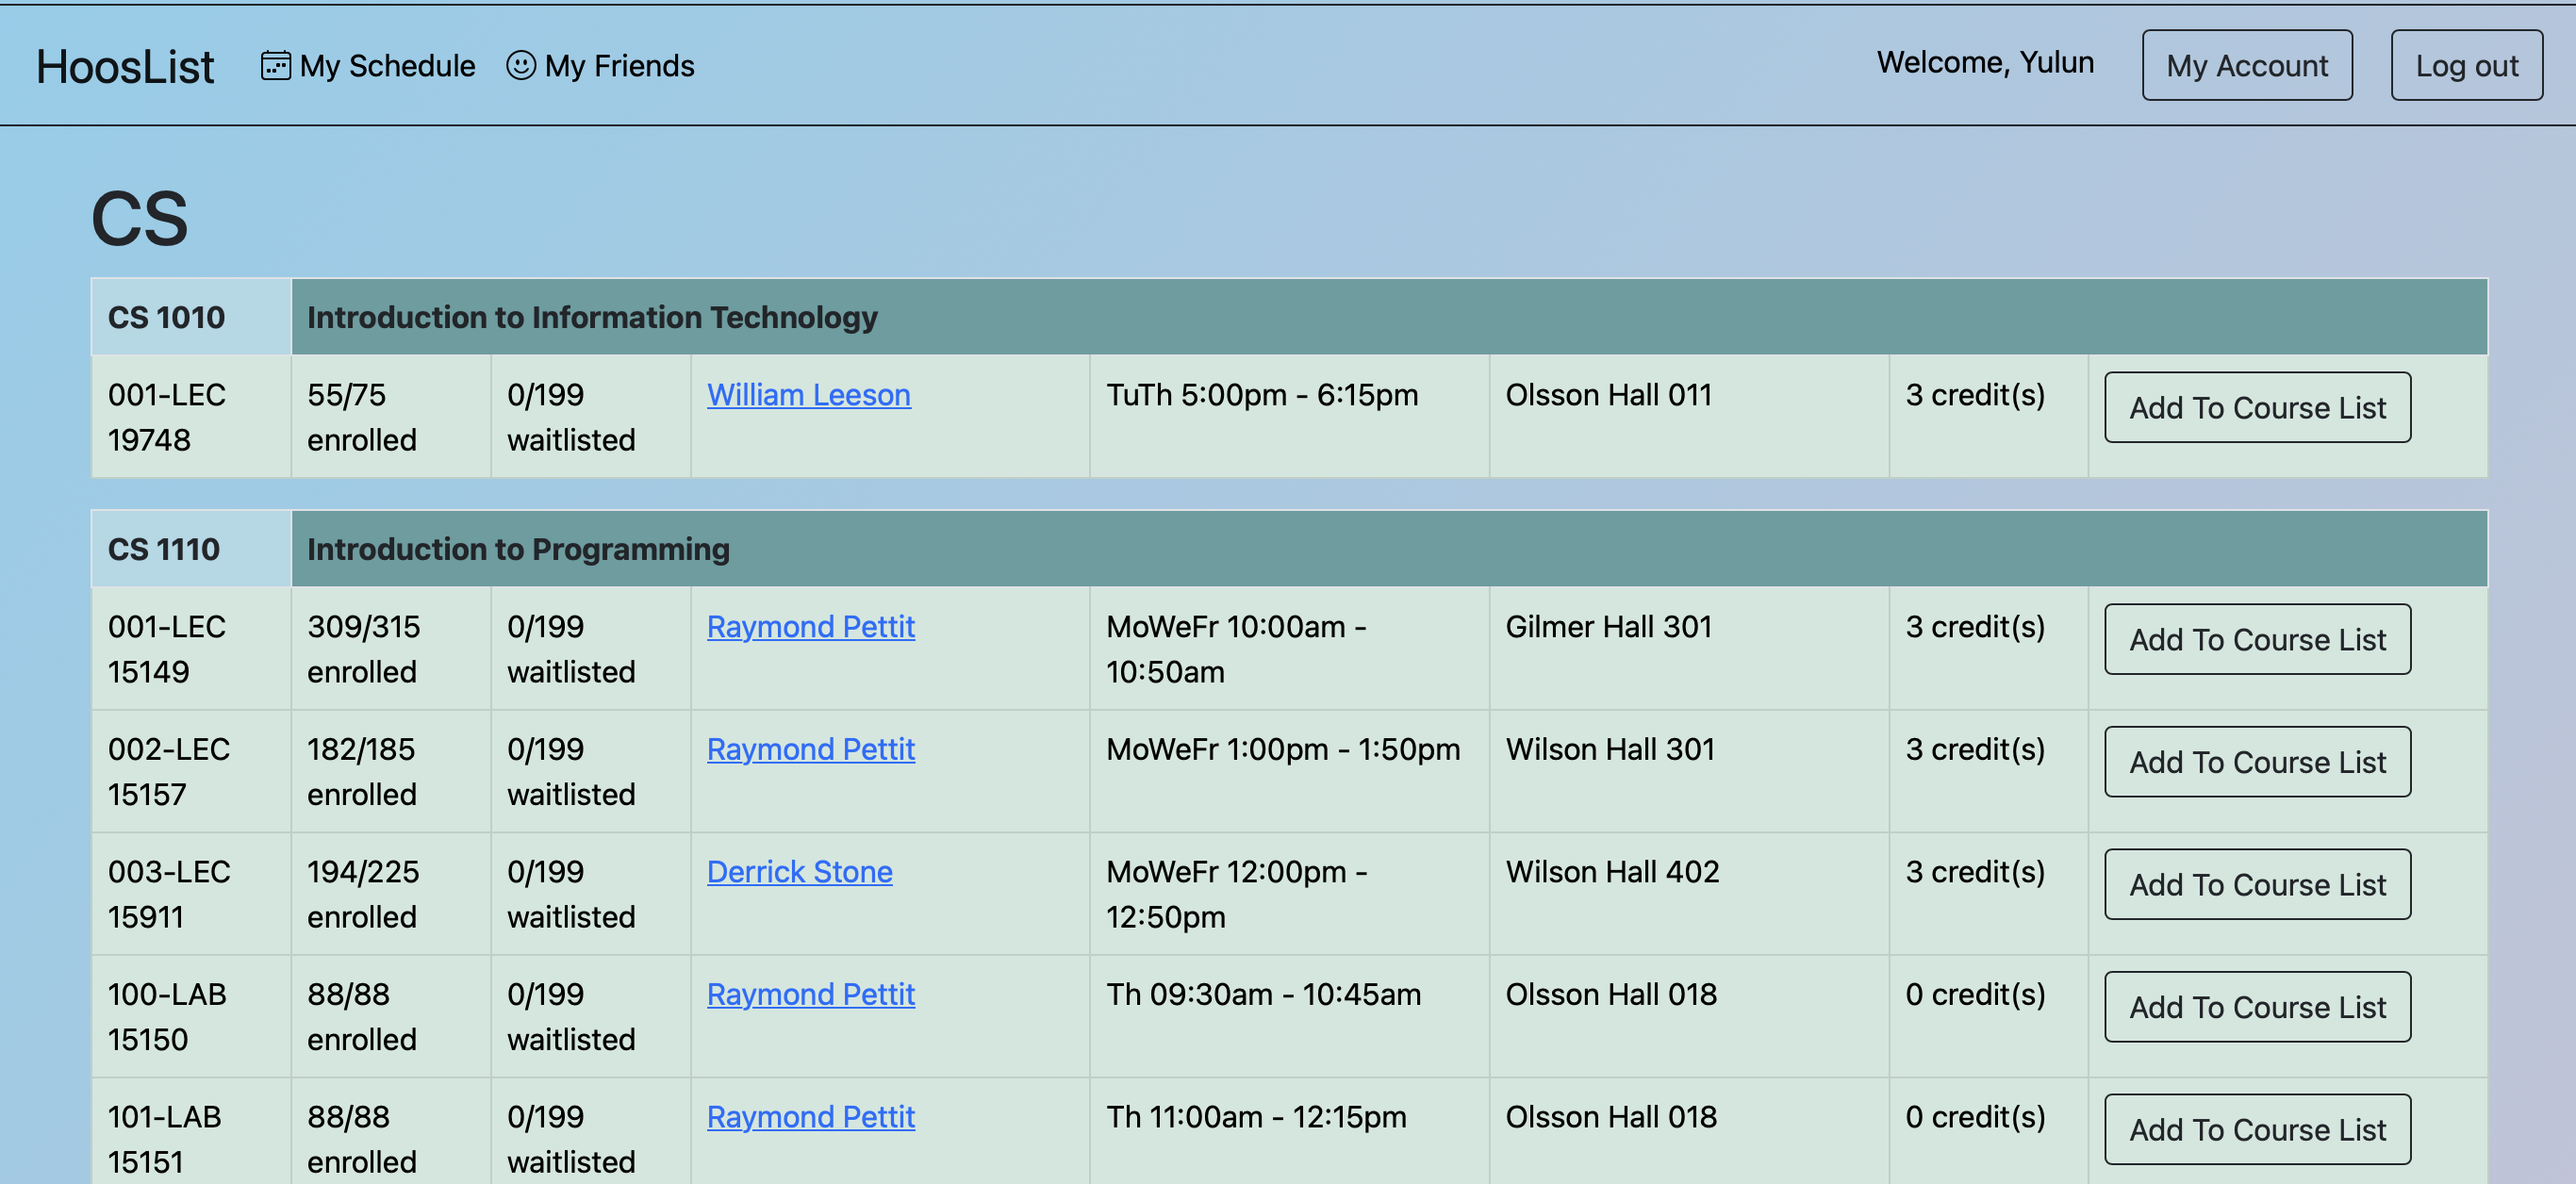 HoosList My Schedule My Friends Welcome, Yulun My Account Log out
CS
CS 1010 Introduction to Information Technology
001-LEC 55/75 0/199 William Leeson TuTh 5:00pm - 6:15pm Olsson Hall 011 3 credit(s) Add To Course List
19748 enrolled waitlisted
CS 1110 Introduction to Programming
001-LEC 309/315 0/199 Raymond Pettit MoWeFr 10:00am - Gilmer Hall 301 3 credit(s) Add To Course List
15149 enrolled waitlisted 10:50am
002-LEC 182/185 0/199 Raymond Pettit MoWeFr 1:00pm - 1:50pm Wilson Hall 301 3 credit(s) Add To Course List
15157 enrolled waitlisted
003-LEC 194/225 0/199 Derrick Stone MoWeFr 12:00pm - Wilson Hall 402 3 credit(s) Add To Course List
15911 enrolled waitlisted 12:50pm
100-LAB 88/88 0/199 Raymond Pettit Th 09:30am - 10:45am Olsson Hall 018 0 credit(s) Add To Course List
15150 enrolled waitlisted
101-LAB 88/88 0/199 Raymond Pettit Th 11:00am - 12:15pm Olsson Hall 018 0 credit(s) Add To Course List
15151 enrolled waitlisted